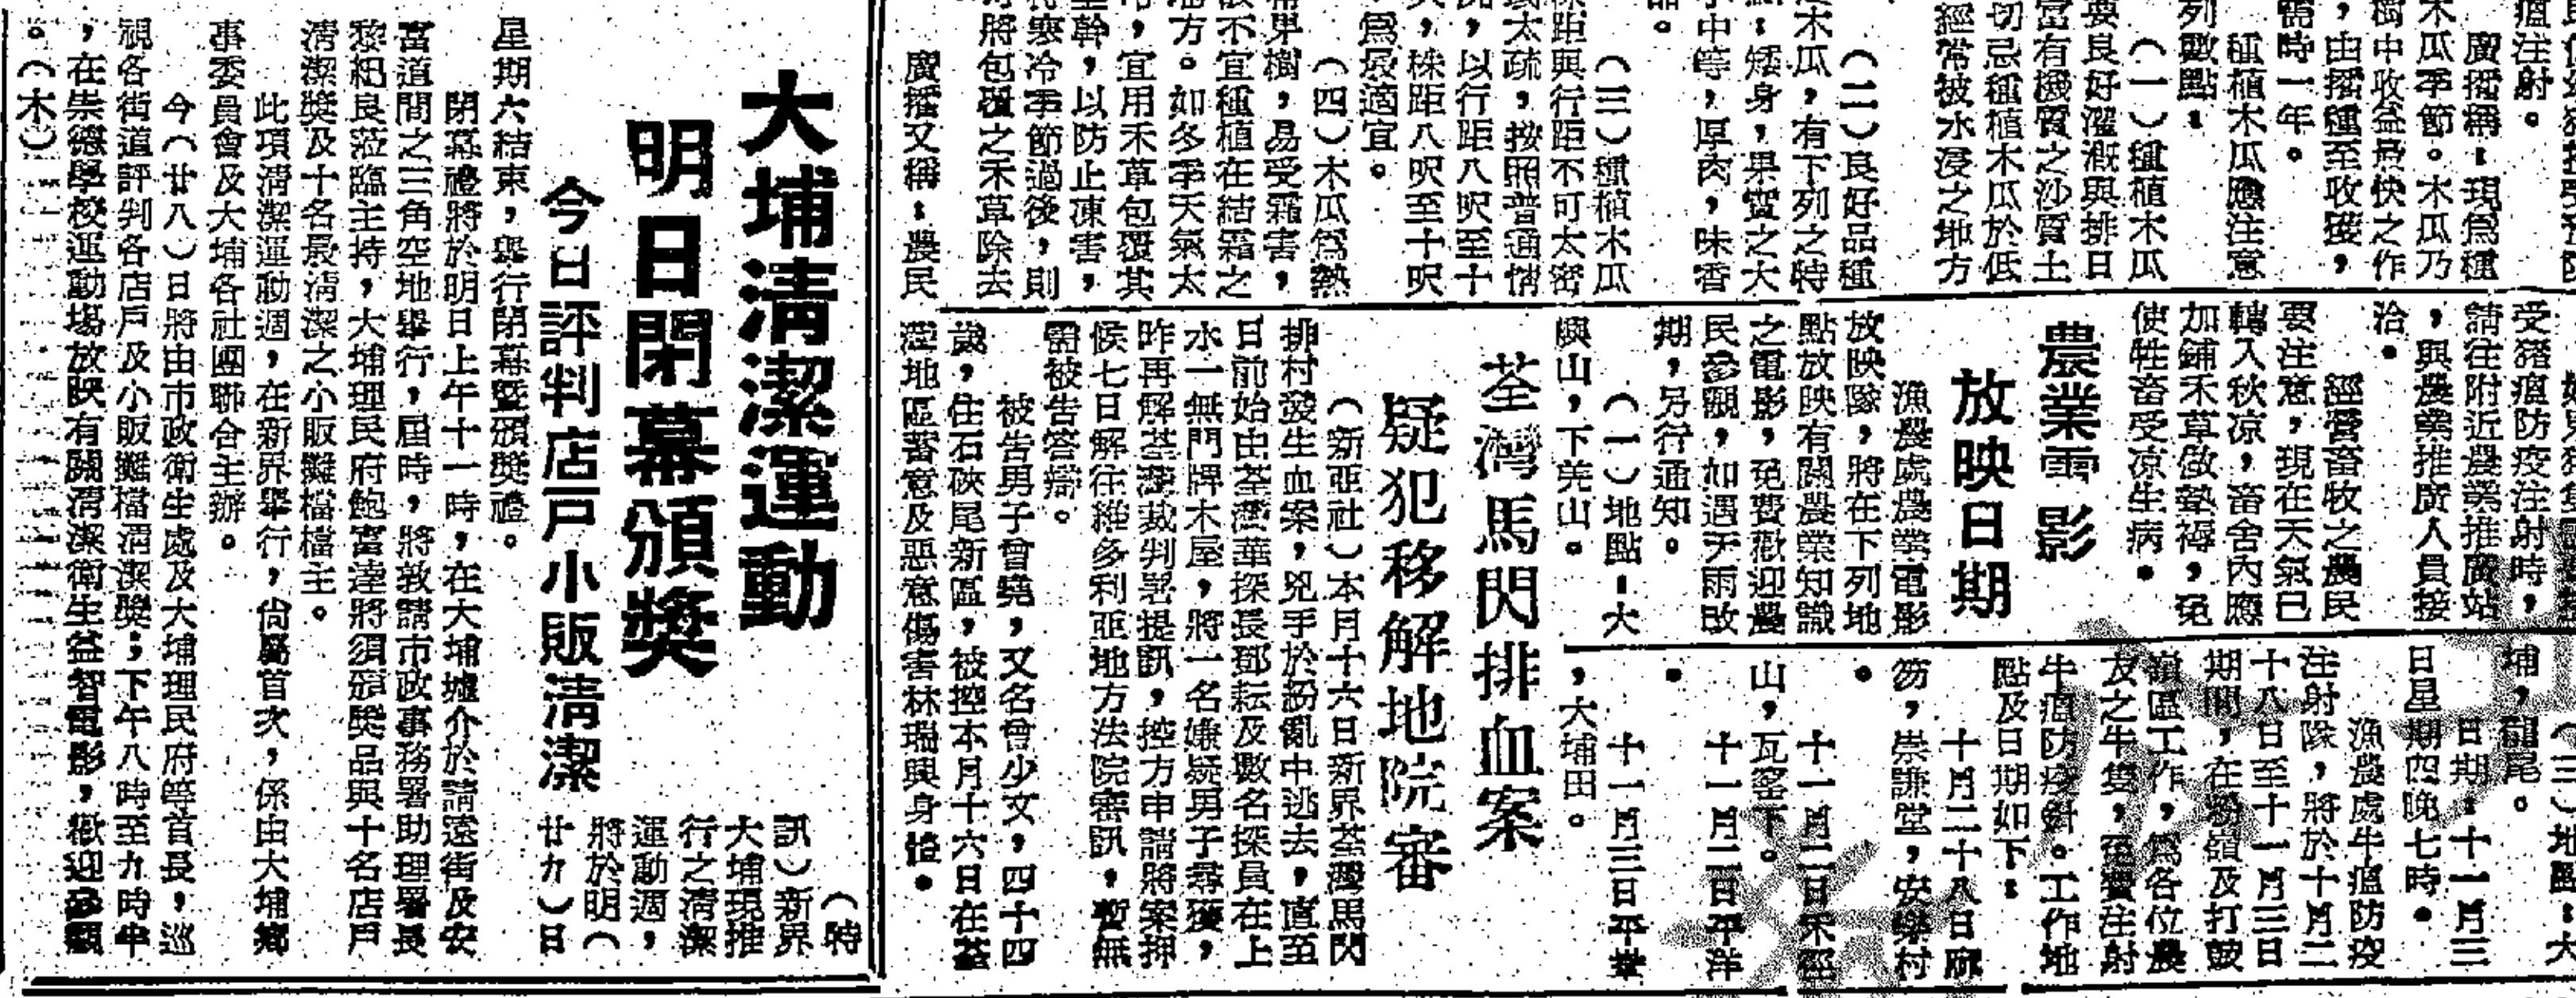 瘟注射。
廣播稱：現為種
木瓜季節。木瓜乃
樹中收益最快之作
，由播種至收穫，
需時一年。
種植木瓜應注意
列數點：
（一）種植木瓜
要良好灌溉與排日
富有機質之沙質土
切忌種植木瓜於低
經常被水浸之地方
（二）良好品種
木瓜，有下列之特
：矮身，果實之大
中等，厚肉，味香
。
（三）種植木瓜
株距與行距不可太密
太疏，按照普通情
，以行距八呎至十
，株距八呎至十呎
為最適宜。
（四）木瓜為熱
果樹，易受霜害，
不宜種植在結霜之
地方。如冬季天氣太
，宜用禾草包覆其
幹，以防止凍害，
寒冷季節過後，則
將包覆之禾草除去
廣播又稱：農民
受豬瘟防疫注射時，
請往附近農業推廣站
，與農業推廣人員接
洽。
經營畜牧之農民
要注意，現在天氣已
轉入秋涼，畜舍內應
加鋪禾草做墊褥，免
使牲畜受凉生病。
農業電影
放映日期
漁農處農業電影
放映隊，將在下列地
點放映有關農業知識
之電影，免費歡迎農
民參觀，如遇天雨改
期，另行通知。
（一）地點：大
嶼山，下羌山。
（三）地點：大
埔，龍尾。
日期：十一月三
日星期四晚七時。
漁農處牛瘟防疫
注射隊，將於十月二
十八日至十一月三日
期間，在粉嶺及打鼓
嶺區工作，為各位農
友之牛隻，免費注射
牛瘟防疫針。工作地
點及日期如下：
十月二十八日
，崇謙堂，安樂村
。
十一月二日禾徑
山，瓦窰下。
十一月二日平洋
。
十一月三日平輋
，大埔田。
荃灣馬閃排血案
疑犯移解地院審
（新亞社）本月十六日新界荃灣馬閃
排村發生血案，兇手於紛亂中逃去，直至
日前始由荃灣華探長鄧耘及數名探員在上
水一無門牌木屋，將一名嫌疑男子尋獲，
昨再解荃灣裁判署提訊，控方申請將案押
候七日解往維多利亞地方法院審訊，暫無
需被告答辯。
被告男子曾堯，又名曾少文，四十四
歲，住石硤尾新區，被控本月十六日在荃
灣地區蓄意及惡意傷害林瑞興身體。
大埔清潔運動
明日閉幕頒獎
今日評判店戶小販清潔
（特
訊）新界
大埔現推
行之清潔
運動週，
將於明（
廿九）日
星期六結束，舉行閉幕暨頒獎禮。
閉幕禮將於明日上午十一時，在大埔墟介於靖遠街及安
富道間之三角空地舉行，屆時，將敦請市政事務署助理署長
黎紹良蒞臨主持，大埔理民府鮑富達將須頒獎品與十名店戶
清潔獎及十名最清潔之小販攤檔檔主。
此項清潔運動週，在新界舉行，尚屬首次，係由大埔鄉
事委員會及大埔各社團聯合主辦。
今（廿八）日將由市政衛生處及大埔理民府等首長，巡
視各街道評判各店戶及小販攤檔清潔獎；下午八時至九時半
，在崇德學校運動場放映有關清潔衛生益智電影，歡迎參觀
。（木）